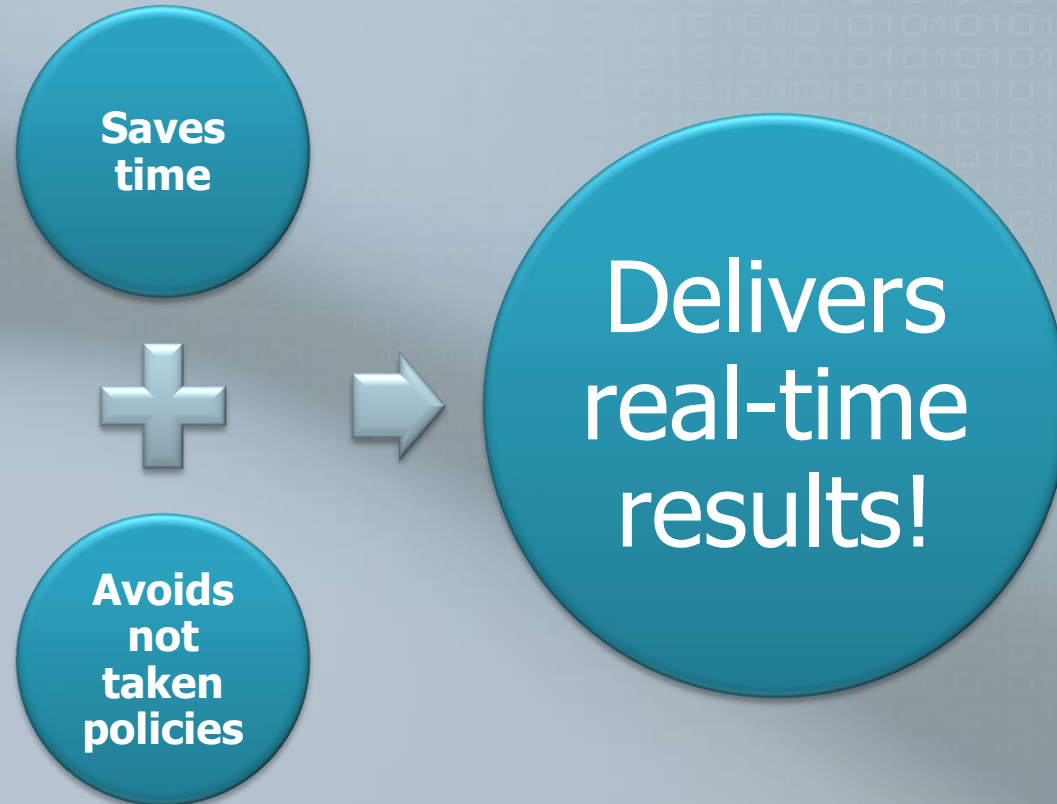 Saves
time
Avoids
not
taken
policies
Delivers
real-time
results!